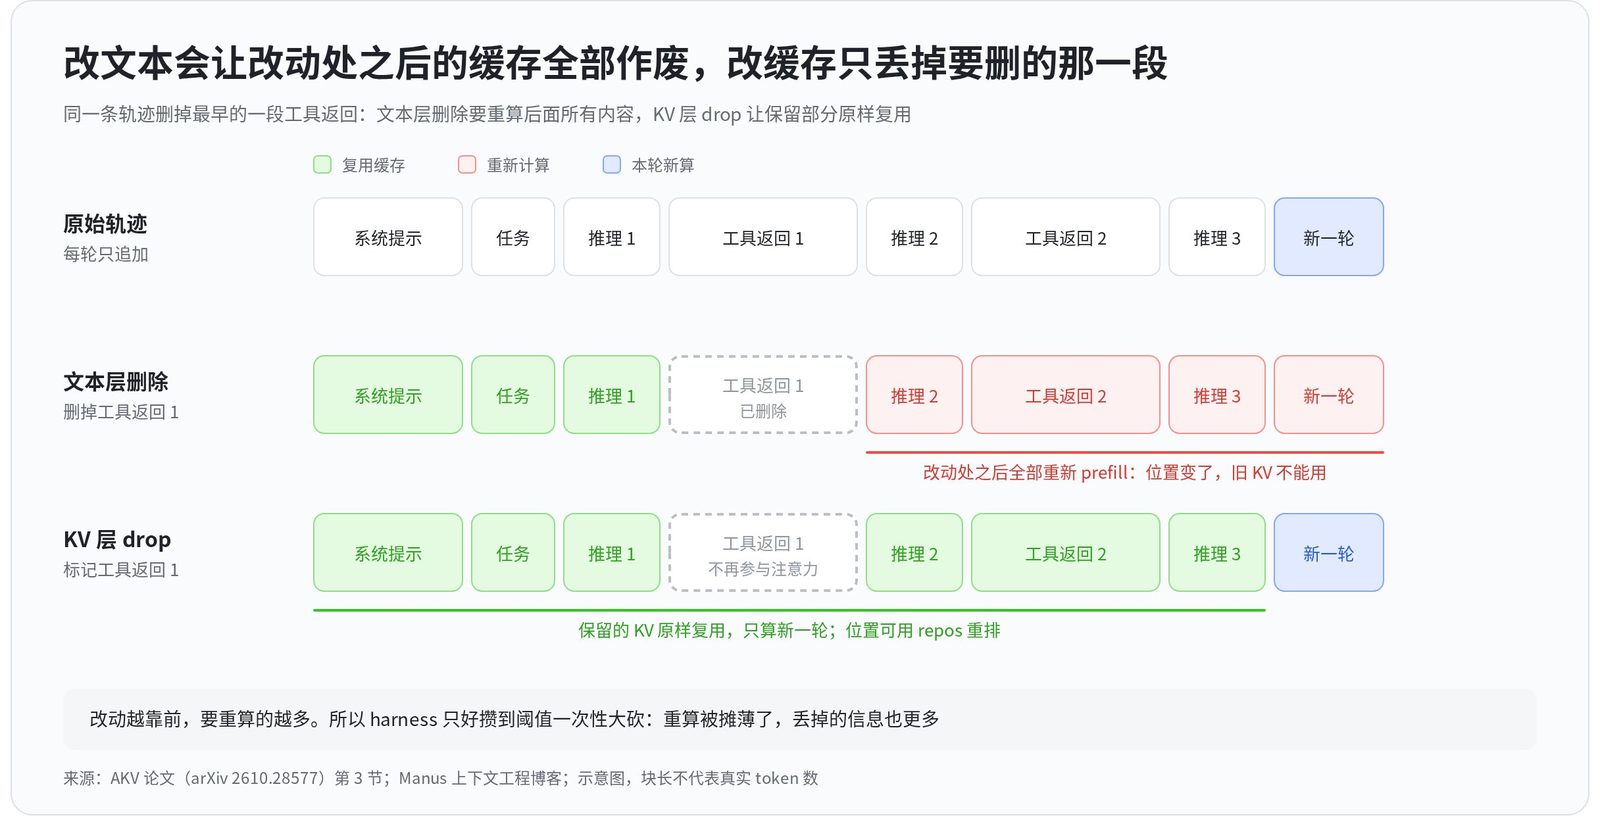 改文本会让改动处之后的缓存全部作废，改缓存只丢掉要删的那一段
同一条轨迹删掉最早的一段工具返回：文本层删除要重算后面所有内容，KV 层 drop 让保留部分原样复用
复用缓存 重新计算 本轮新算
原始轨迹
每轮只追加
系统提示 任务 推理 1 工具返回 1 推理 2 工具返回 2 推理 3 新一轮
文本层删除
删掉工具返回 1
系统提示 任务 推理 1 工具返回 1 推理 2 工具返回 2 推理 3 新一轮
已删除
改动处之后全部重新 prefill：位置变了，旧 KV 不能用
KV 层 drop
标记工具返回 1
系统提示 任务 推理 1 工具返回 1 推理 2 工具返回 2 推理 3 新一轮
不再参与注意力
保留的 KV 原样复用，只算新一轮；位置可用 repos 重排
改动越靠前，要重算的越多。所以 harness 只好攒到阈值一次性大砍：重算被摊薄了，丢掉的信息也更多
来源：AKV 论文（arXiv 2610.28577）第 3 节；Manus 上下文工程博客；示意图，块长不代表真实 token 数